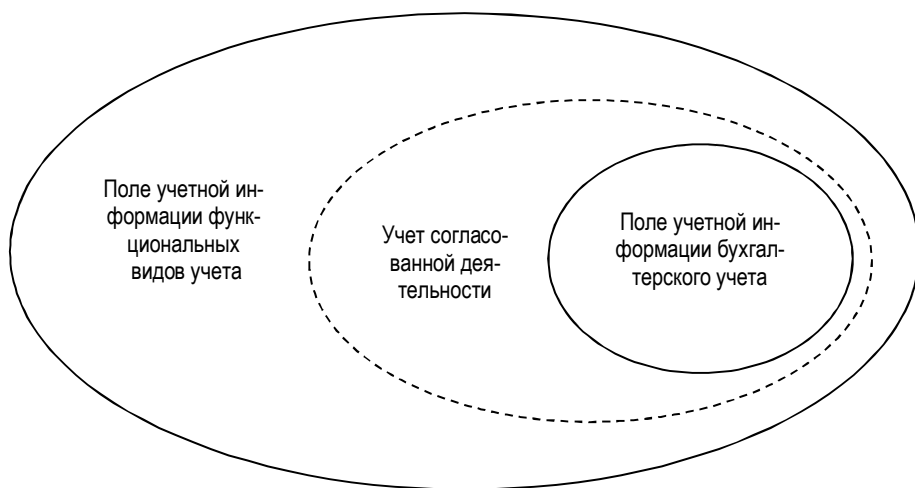 Поле учетной ин-
формации функ-
циональных
видов учета
Учет согласо-
ванной дея-
тельности
Поле учетной ин-
формации бухгал-
терского учета